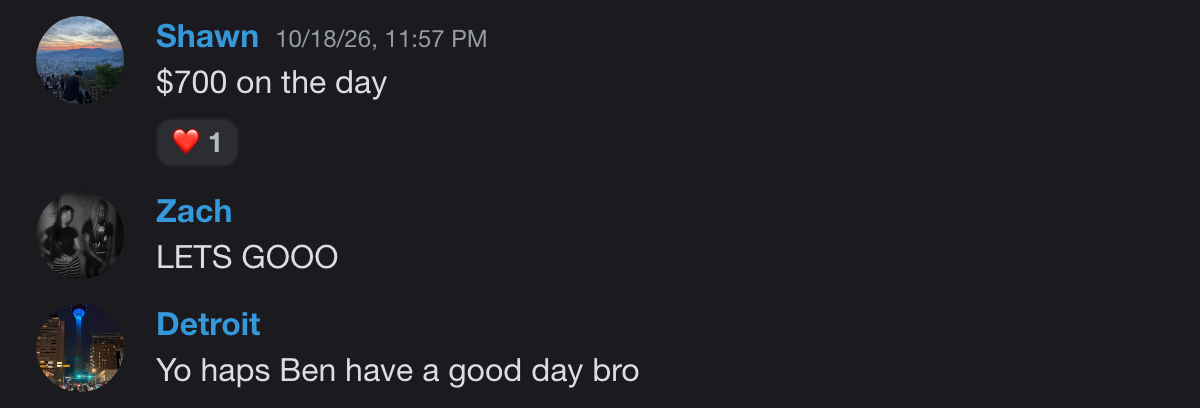 Shawn 10/18/26, 11:57 PM
$700 on the day
❤️ 1
Zach
LETS GOOO
Detroit
Yo haps Ben have a good day bro